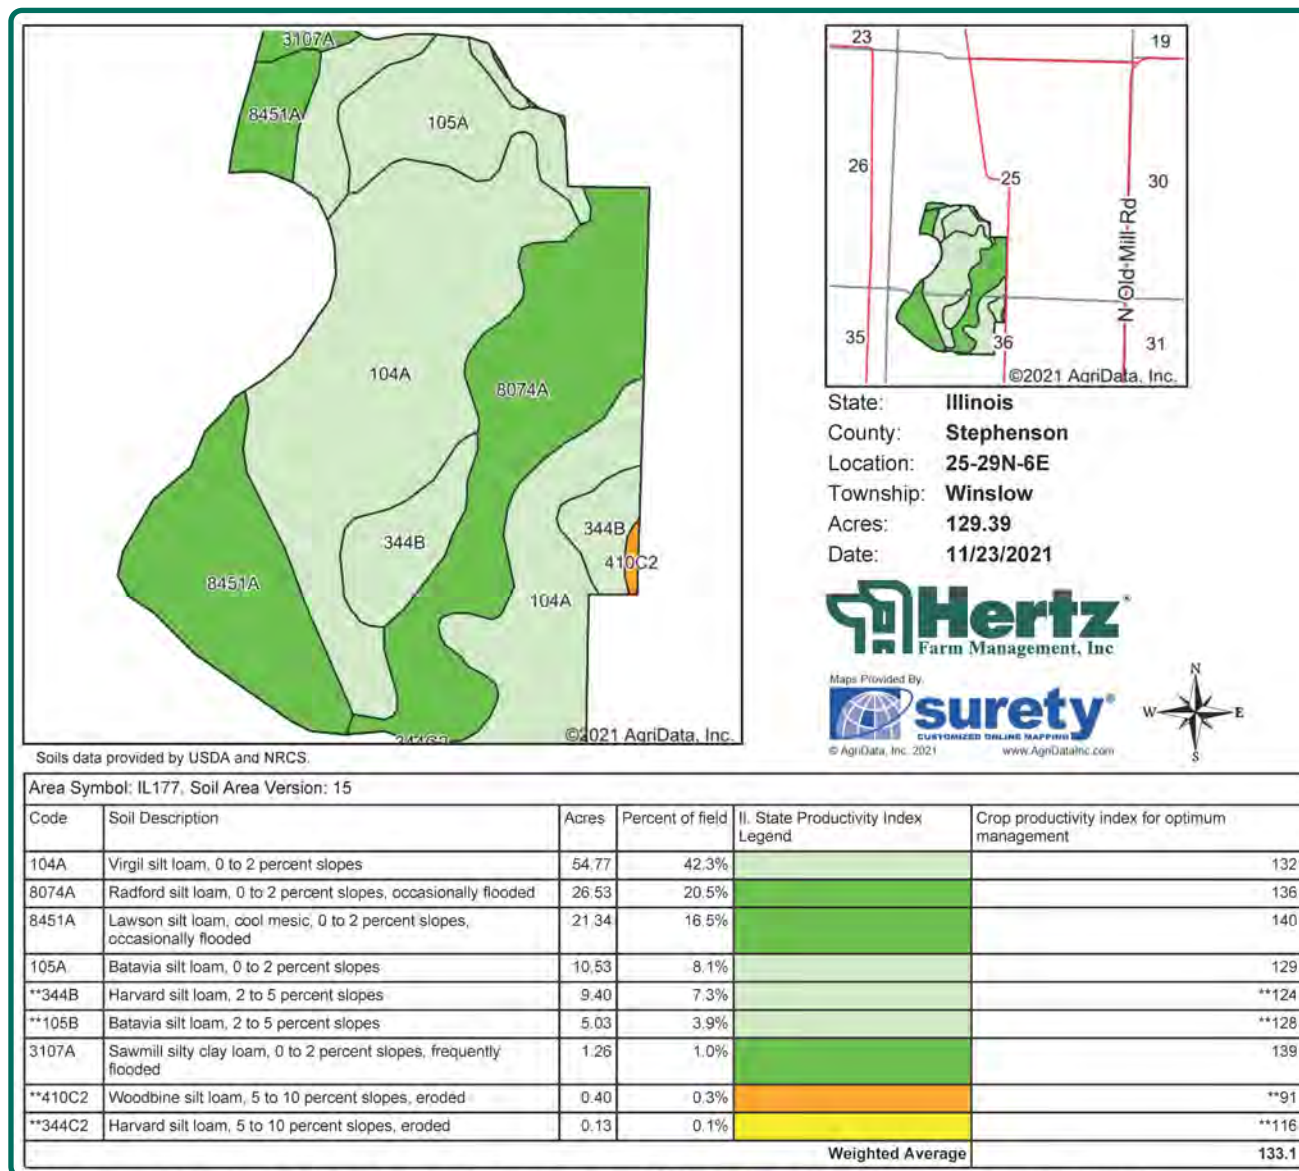 3107A
8451A
105A
104A
8074A
344B
344B
410C2
8451A
104A
344C2
©2021 AgriData, Inc.
23
19
26
25
30
N Old Mill Rd
35
36
31
©2021 AgriData, Inc.
State: Illinois
County: Stephenson
Location: 25-29N-6E
Township: Winslow
Acres: 129.39
Date: 11/23/2021
Hertz®
Farm Management, Inc
Maps Provided By:
surety®
CUSTOMIZED ONLINE MAPPING
© AgriData, Inc. 2021 www.AgriDataInc.com
N
W E
S
Soils data provided by USDA and NRCS.
Area Symbol: IL177, Soil Area Version: 15
Code Soil Description Acres Percent of field II. State Productivity Index Legend Crop productivity index for optimum management
104A Virgil silt loam, 0 to 2 percent slopes 54.77 42.3% 132
8074A Radford silt loam, 0 to 2 percent slopes, occasionally flooded 26.53 20.5% 136
8451A Lawson silt loam, cool mesic, 0 to 2 percent slopes, occasionally flooded 21.34 16.5% 140
105A Batavia silt loam, 0 to 2 percent slopes 10.53 8.1% 129
**344B Harvard silt loam, 2 to 5 percent slopes 9.40 7.3% **124
**105B Batavia silt loam, 2 to 5 percent slopes 5.03 3.9% **128
3107A Sawmill silty clay loam, 0 to 2 percent slopes, frequently flooded 1.26 1.0% 139
**410C2 Woodbine silt loam, 5 to 10 percent slopes, eroded 0.40 0.3% **91
**344C2 Harvard silt loam, 5 to 10 percent slopes, eroded 0.13 0.1% **116
Weighted Average 133.1